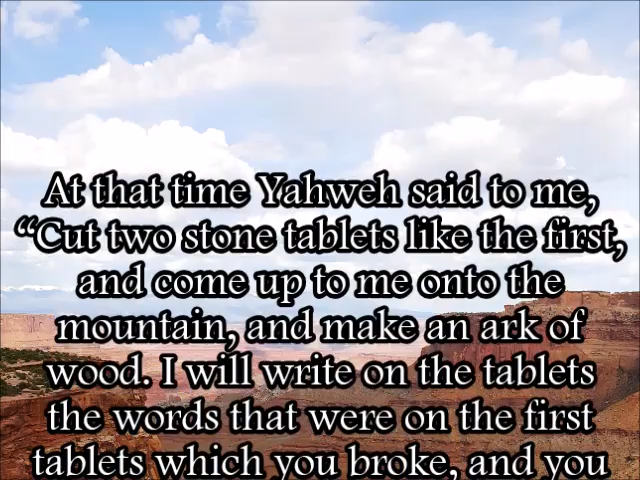 At that time Yahweh said to me,
“Cut two stone tablets like the first,
and come up to me onto the
mountain, and make an ark of
wood. I will write on the tablets
the words that were on the first
tablets which you broke, and you